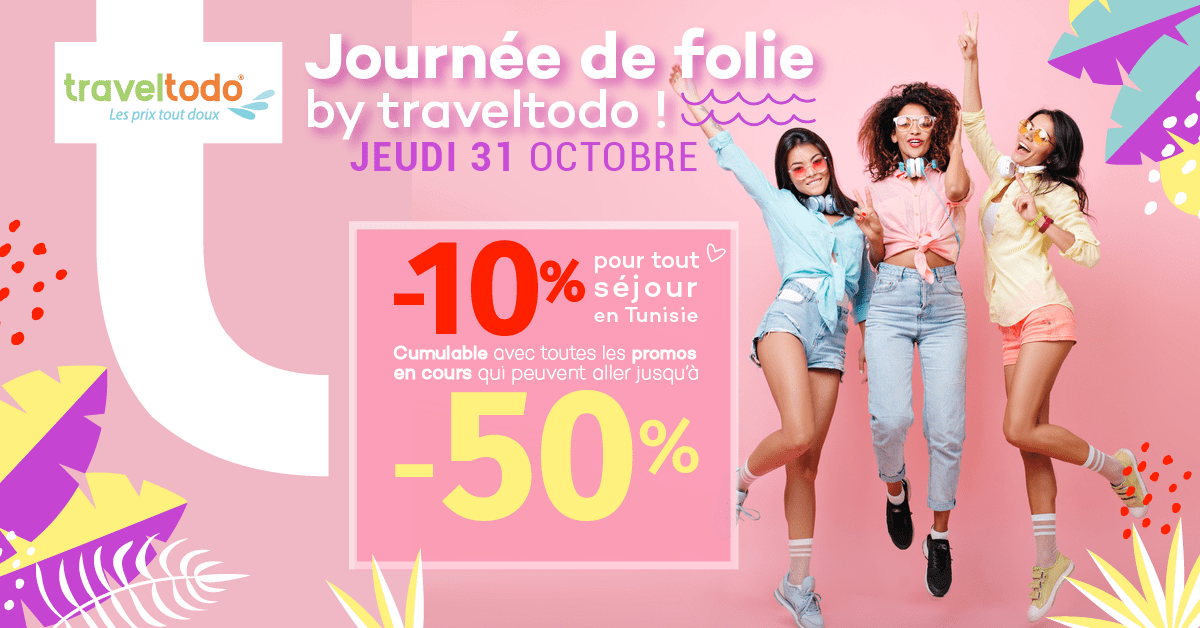 traveltodo®
Les prix tout doux
Journée de folie
by traveltodo !
JEUDI 31 OCTOBRE
-10% pour tout
séjour
en Tunisie
Cumulable avec toutes les promos
en cours qui peuvent aller jusqu'à
-50%